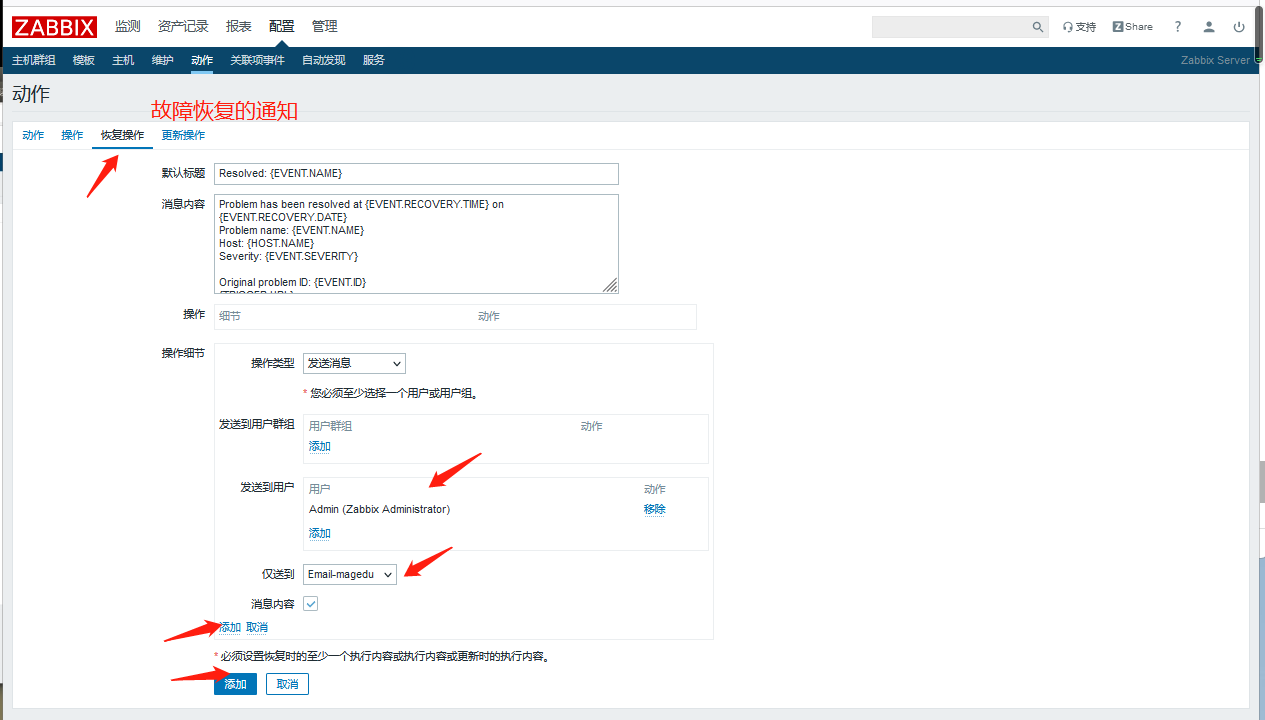 ZABBIX 监测 资产记录 报表 配置 管理 支持 Z Share ?
主机群组 模板 主机 维护 动作 关联项事件 自动发现 服务 Zabbix Server
动作
故障恢复的通知
动作 操作 恢复操作 更新操作
默认标题 Resolved: {EVENT.NAME}
消息内容 Problem has been resolved at {EVENT.RECOVERY.TIME} on
{EVENT.RECOVERY.DATE}
Problem name: {EVENT.NAME}
Host: {HOST.NAME}
Severity: {EVENT.SEVERITY}
Original problem ID: {EVENT.ID}
{TRIGGER.URL}
操作 细节 动作
操作细节
操作类型 发送消息
* 您必须至少选择一个用户或用户组。
发送到用户群组 用户群组 动作
添加
发送到用户 用户 动作
Admin (Zabbix Administrator) 移除
添加
仅送到 Email-magedu
消息内容
添加 取消
* 必须设置恢复时的至少一个执行内容或执行内容或更新时的执行内容。
添加 取消